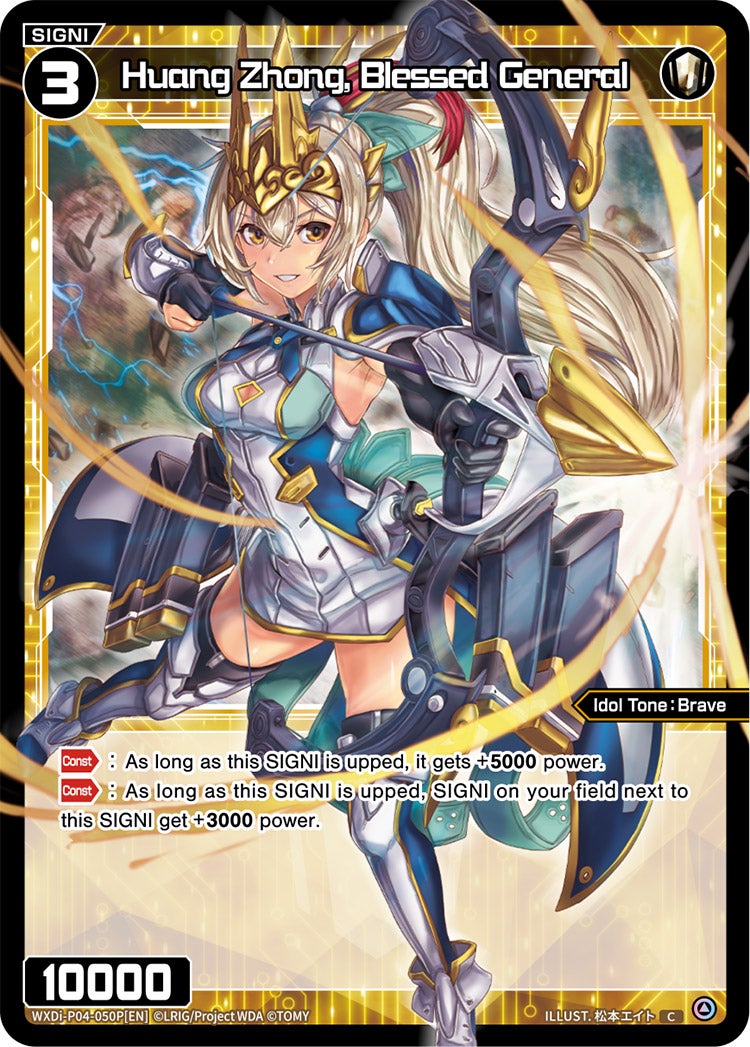 SIGNI
3 Huang Zhong, Blessed General
Idol Tone：Brave
Const : As long as this SIGNI is upped, it gets +5000 power.
Const : As long as this SIGNI is upped, SIGNI on your field next to
this SIGNI get +3000 power.
10000
WXDi-P04-050P[EN] ©LRIG/Project WDA ©TOMY ILLUST. 松本エイト C